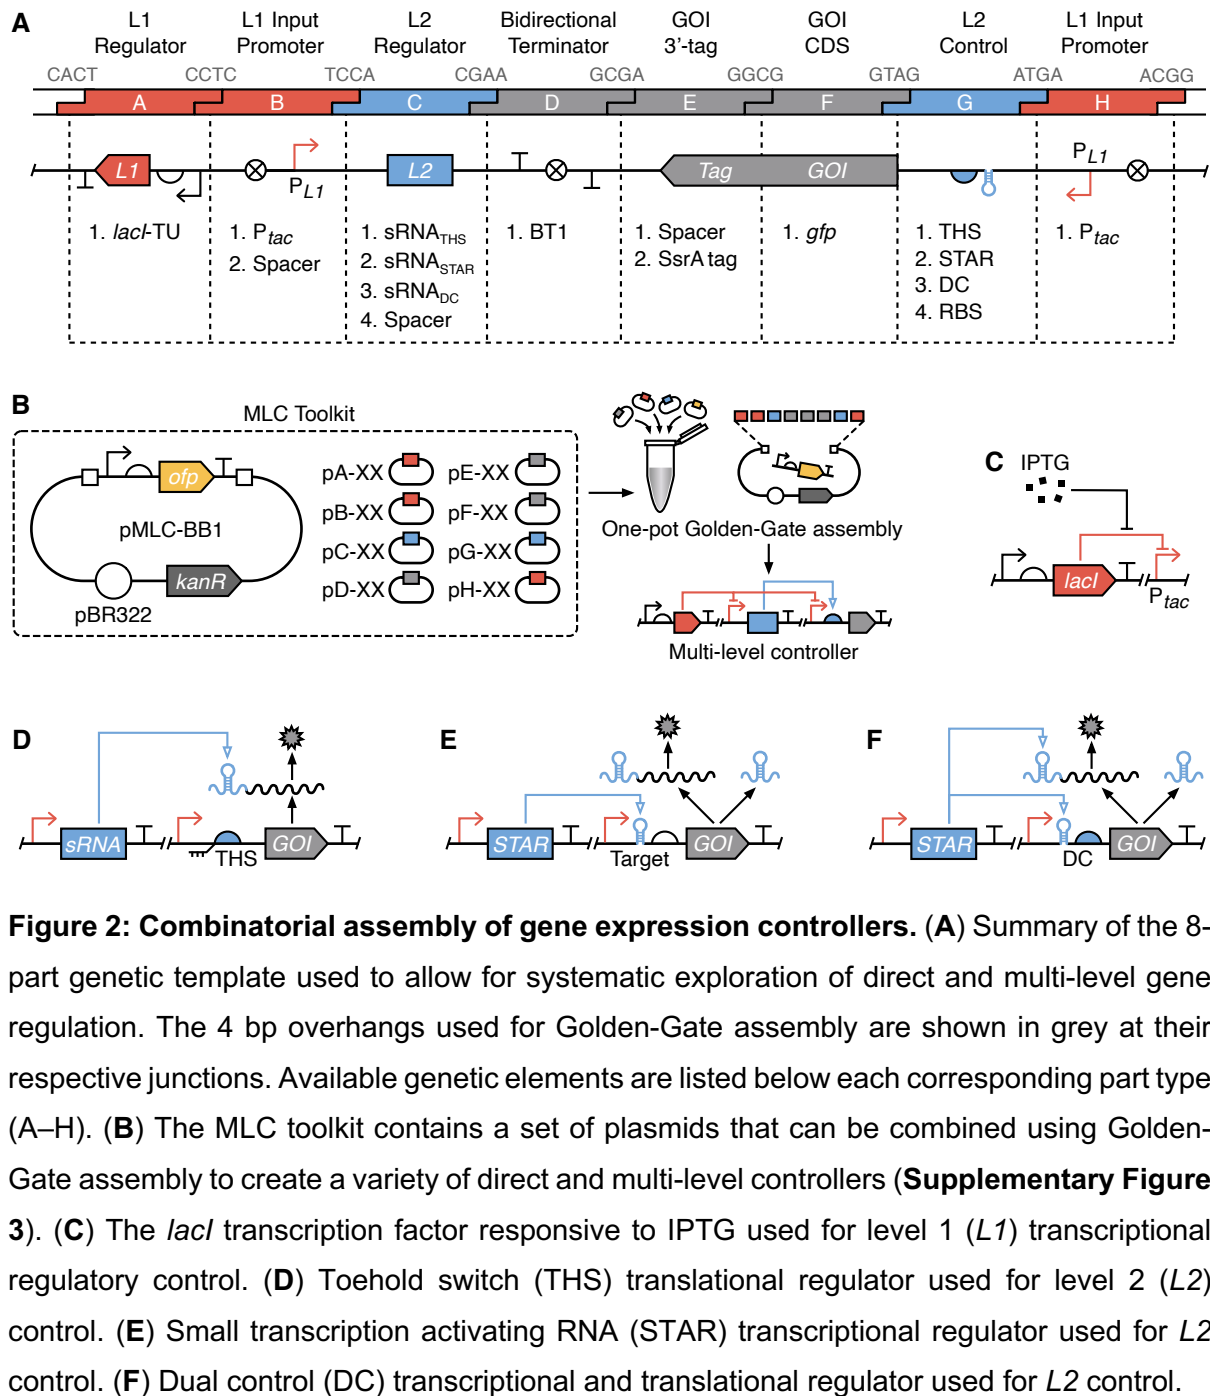 A
L1 Regulator
L1 Input Promoter
L2 Regulator
Bidirectional Terminator
GOI 3'-tag
GOI CDS
L2 Control
L1 Input Promoter
CACT CCTC TCCA CGAA GCGA GGCG GTAG ATGA ACGG
A B C D E F G H
L1 PL1 L2 Tag GOI PL1
1. lacI-TU
1. Ptac
2. Spacer
1. sRNATHS
2. sRNASTAR
3. sRNADC
4. Spacer
1. BT1
1. Spacer
2. SsrA tag
1. gfp
1. THS
2. STAR
3. DC
4. RBS
1. Ptac
B
MLC Toolkit
ofp
pMLC-BB1
kanR
pBR322
pA-XX pE-XX
pB-XX pF-XX
pC-XX pG-XX
pD-XX pH-XX
One-pot Golden-Gate assembly
Multi-level controller
C
IPTG
lacI
Ptac
D
sRNA
THS
GOI
E
STAR
Target
GOI
F
STAR
DC
GOI
Figure 2: Combinatorial assembly of gene expression controllers. (A) Summary of the 8-
part genetic template used to allow for systematic exploration of direct and multi-level gene
regulation. The 4 bp overhangs used for Golden-Gate assembly are shown in grey at their
respective junctions. Available genetic elements are listed below each corresponding part type
(A–H). (B) The MLC toolkit contains a set of plasmids that can be combined using Golden-
Gate assembly to create a variety of direct and multi-level controllers (Supplementary Figure
3). (C) The lacI transcription factor responsive to IPTG used for level 1 (L1) transcriptional
regulatory control. (D) Toehold switch (THS) translational regulator used for level 2 (L2)
control. (E) Small transcription activating RNA (STAR) transcriptional regulator used for L2
control. (F) Dual control (DC) transcriptional and translational regulator used for L2 control.